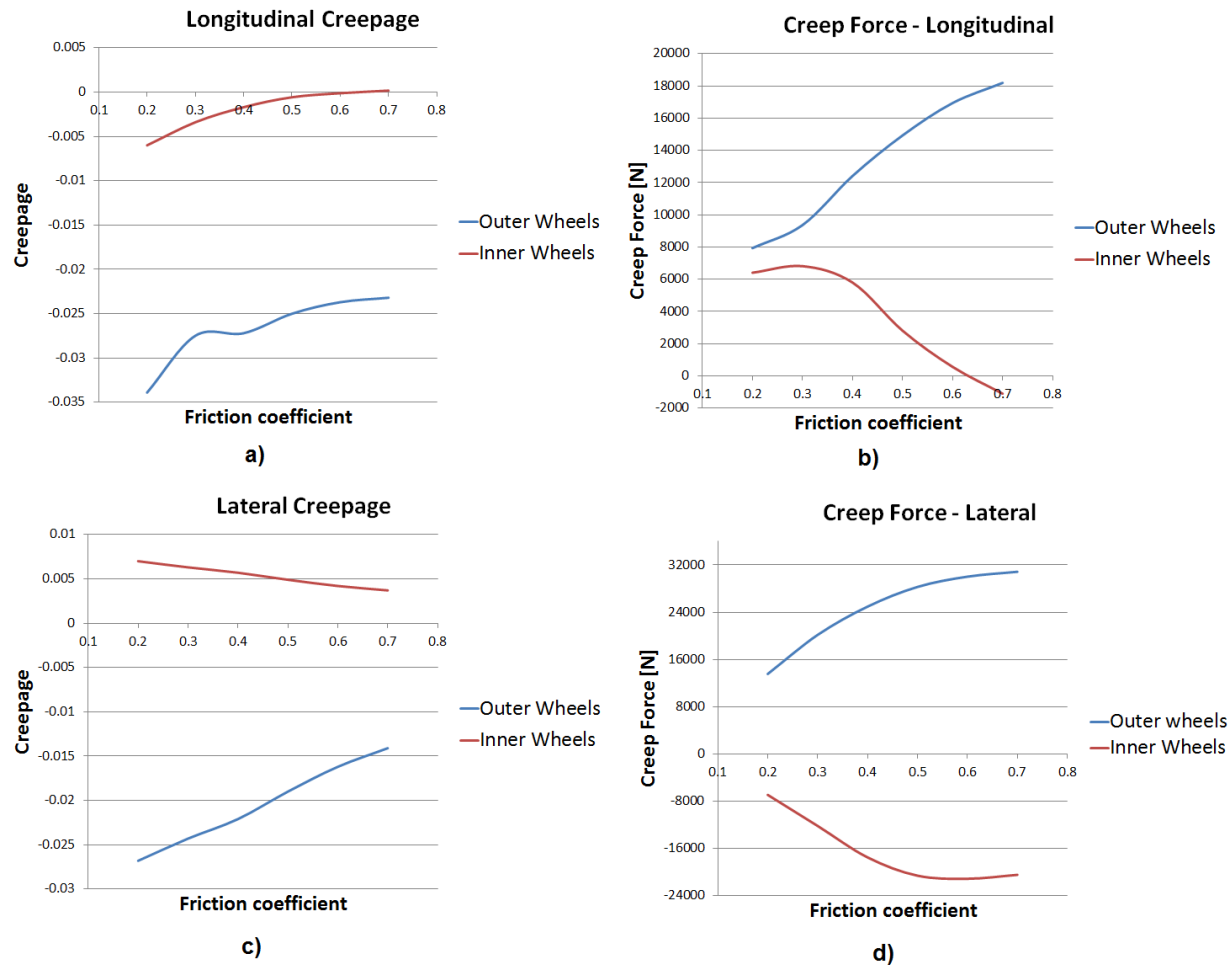 Longitudinal Creepage
0.005
0
-0.005
-0.01
-0.015
-0.02
-0.025
-0.03
-0.035
0.1 0.2 0.3 0.4 0.5 0.6 0.7 0.8
Creepage
Friction coefficient
Outer Wheels
Inner Wheels
a)
Creep Force - Longitudinal
20000
18000
16000
14000
12000
10000
8000
6000
4000
2000
0
-2000
0.1 0.2 0.3 0.4 0.5 0.6 0.7 0.8
Creep Force [N]
Friction coefficient
Outer Wheels
Inner Wheels
b)
Lateral Creepage
0.01
0.005
0
-0.005
-0.01
-0.015
-0.02
-0.025
-0.03
0.1 0.2 0.3 0.4 0.5 0.6 0.7 0.8
Creepage
Friction coefficient
Outer Wheels
Inner Wheels
c)
Creep Force - Lateral
32000
24000
16000
8000
0
-8000
-16000
-24000
0.1 0.2 0.3 0.4 0.5 0.6 0.7 0.8
Creep Force [N]
Friction coefficient
Outer wheels
Inner Wheels
d)